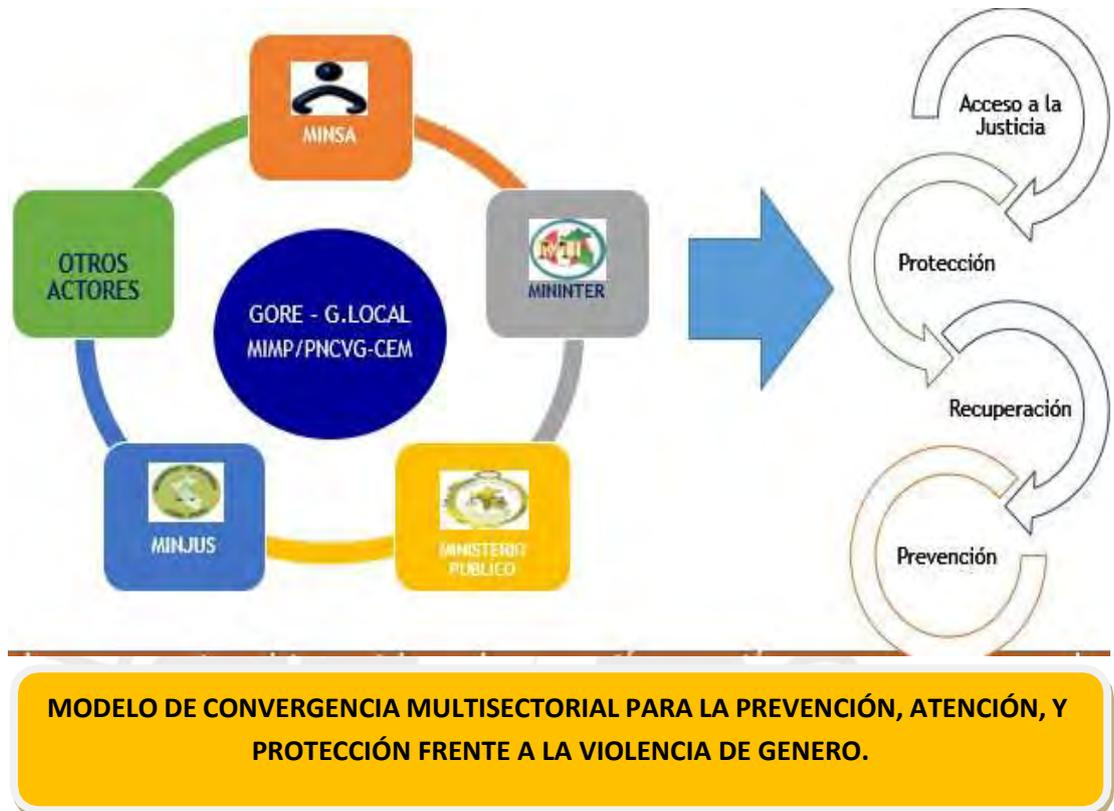 MINSA
OTROS
ACTORES
MININTER
GORE - G.LOCAL
MIMP/PNCVG-CEM
MINJUS
MINISTERIO
PUBLICO
Acceso a la
Justicia
Protección
Recuperación
Prevención
MODELO DE CONVERGENCIA MULTISECTORIAL PARA LA PREVENCIÓN, ATENCIÓN, Y
PROTECCIÓN FRENTE A LA VIOLENCIA DE GENERO.